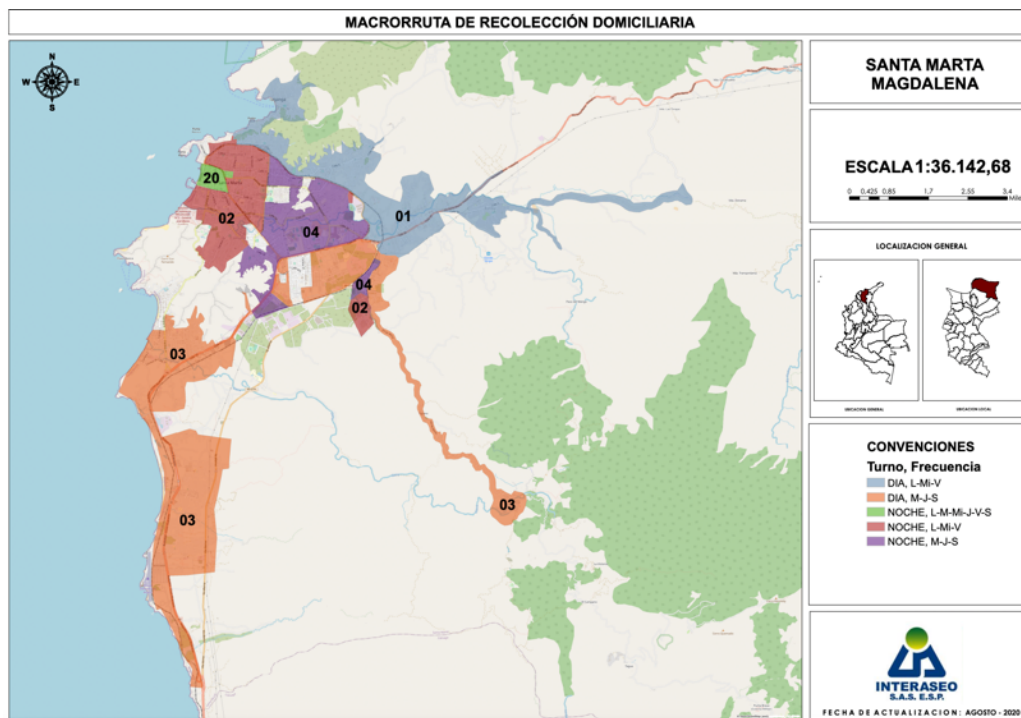 MACRORRUTA DE RECOLECCIÓN DOMICILIARIA
N
W E
S
20
02
04
01
04
02
03
03
03
SANTA MARTA
MAGDALENA
ESCALA 1:36.142,68
0 0.425 0.85 1.7 2.55 3.4
Miles
LOCALIZACION GENERAL
UBICACION GENERAL
UBICACION LOCAL
CONVENCIONES
Turno, Frecuencia
DIA, L-Mi-V
DIA, M-J-S
NOCHE, L-M-Mi-J-V-S
NOCHE, L-Mi-V
NOCHE, M-J-S
INTERASEO
S.A.S. E.S.P.
FECHA DE ACTUALIZACION: AGOSTO - 2020